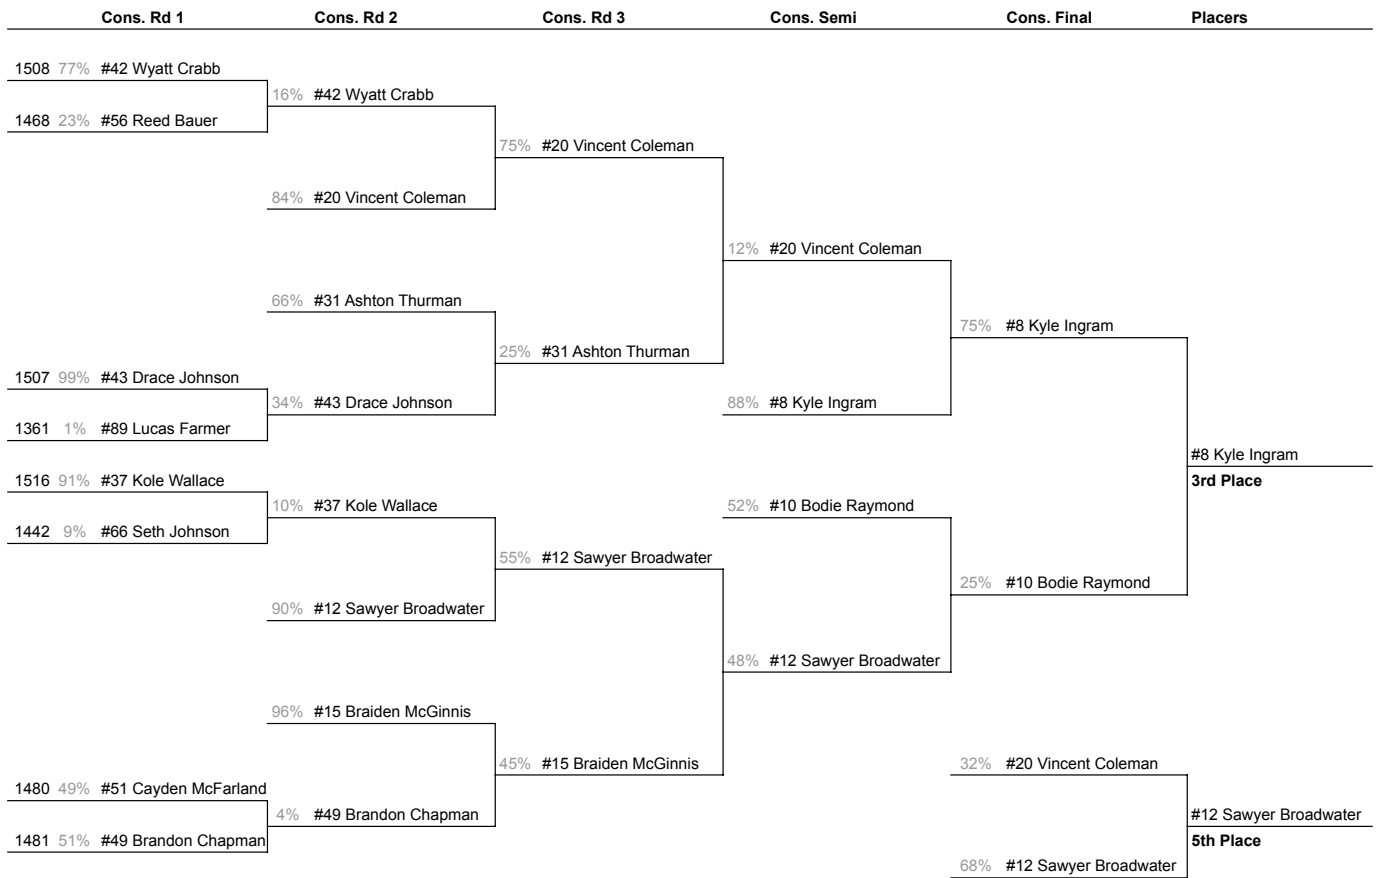 Cons. Rd 1 Cons. Rd 2 Cons. Rd 3 Cons. Semi Cons. Final Placers
1508 77% #42 Wyatt Crabb
16% #42 Wyatt Crabb
1468 23% #56 Reed Bauer
75% #20 Vincent Coleman
84% #20 Vincent Coleman
12% #20 Vincent Coleman
66% #31 Ashton Thurman
75% #8 Kyle Ingram
25% #31 Ashton Thurman
1507 99% #43 Drace Johnson
34% #43 Drace Johnson
88% #8 Kyle Ingram
1361 1% #89 Lucas Farmer
#8 Kyle Ingram
1516 91% #37 Kole Wallace
3rd Place
10% #37 Kole Wallace
52% #10 Bodie Raymond
1442 9% #66 Seth Johnson
55% #12 Sawyer Broadwater
25% #10 Bodie Raymond
90% #12 Sawyer Broadwater
48% #12 Sawyer Broadwater
96% #15 Braiden McGinnis
45% #15 Braiden McGinnis
32% #20 Vincent Coleman
1480 49% #51 Cayden McFarland
4% #49 Brandon Chapman
#12 Sawyer Broadwater
1481 51% #49 Brandon Chapman
5th Place
68% #12 Sawyer Broadwater